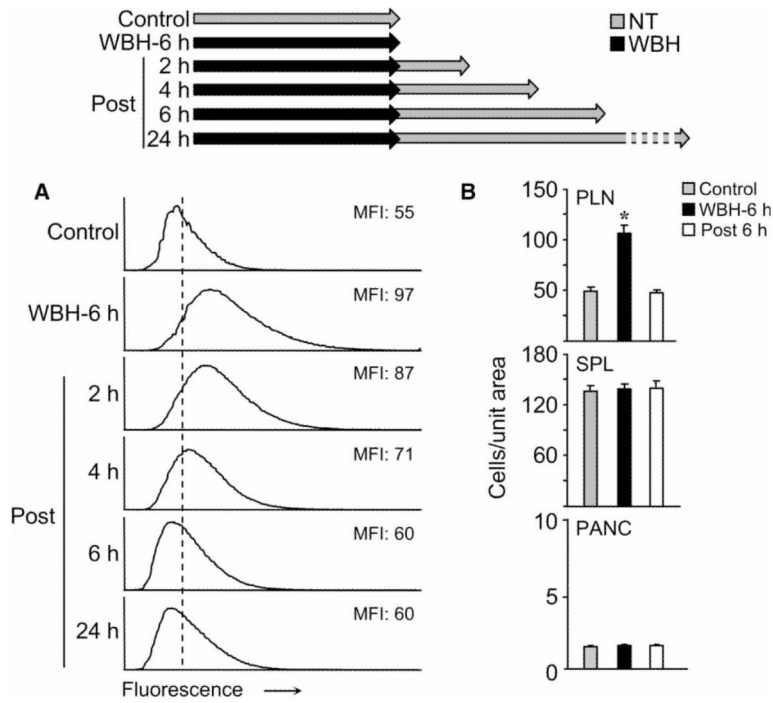 Control
WBH-6 h
Post
2 h
4 h
6 h
24 h
NT
WBH
A
Control
MFI: 55
WBH-6 h
MFI: 97
Post
2 h
MFI: 87
4 h
MFI: 71
6 h
MFI: 60
24 h
MFI: 60
Fluorescence
B
Control
WBH-6 h
Post 6 h
Cells/unit area
PLN
*
150
100
50
SPL
180
120
60
PANC
10
5
0